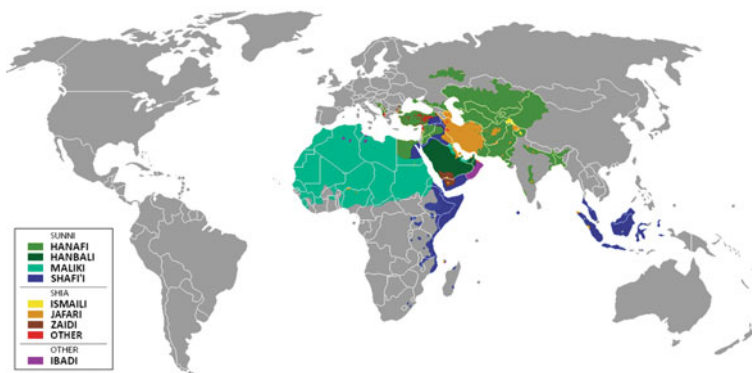 SUNNI
HANAFI
HANBALI
MALIKI
SHAFI'I
SHIA
ISMAILI
JAFARI
ZAIDI
OTHER
OTHER
IBADI